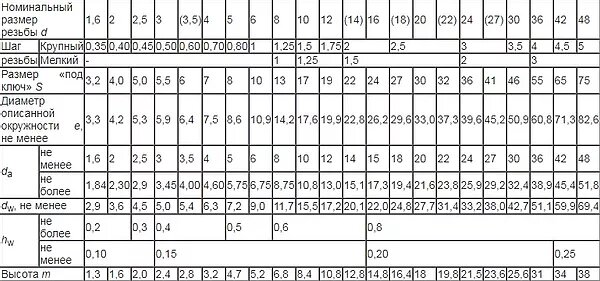 Номинальный размер резьбы d 1,6 2 2,5 3 (3,5) 4 5 6 8 10 12 (14) 16 (18) 20 (22) 24 (27) 30 36 42 48
Шаг резьбы Крупный 0,35 0,40 0,45 0,50 0,60 0,70 0,80 1 1,25 1,5 1,75 2 2,5 3 3,5 4 4,5 5
Мелкий - 1 1,25 1,5 2 3
Размер «под ключ» S 3,2 4,0 5,0 5,5 6 7 8 10 13 17 19 22 24 27 30 32 36 41 46 55 65 75
Диаметр описанной окружности e, не менее 3,3 4,2 5,3 5,9 6,4 7,5 8,6 10,9 14,2 17,6 19,9 22,8 26,2 29,6 33,0 37,3 39,6 45,2 50,9 60,8 71,3 82,6
da не менее 1,6 2 2,5 3 3,5 4 5 6 8 10 12 14 15 18 20 22 24 27 30 36 42 48
не более 1,84 2,30 2,9 3,45 4,00 4,60 5,75 6,75 8,75 10,8 13,0 15,1 17,3 19,4 21,6 23,8 25,9 29,2 32,4 38,9 45,4 51,8
dw, не менее 2,9 3,6 4,5 5,0 5,4 6,3 7,2 9,0 11,7 15,5 17,2 20,1 22,0 24,8 27,7 31,4 33,2 38,0 42,7 51,1 59,9 69,4
hw не более 0,2 0,3 0,4 0,5 0,6 0,8
не менее 0,10 0,15 0,20 0,25
Высота m 1,3 1,6 2,0 2,4 2,8 3,2 4,7 5,2 6,8 8,4 10,8 12,8 14,8 16,4 18 19,8 21,5 23,6 25,6 31 34 38